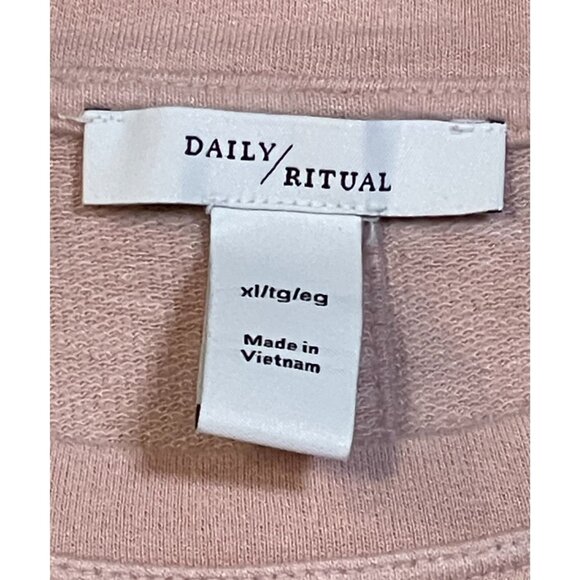 DAILY/
RITUAL
xl/tg/eg
Made in
Vietnam